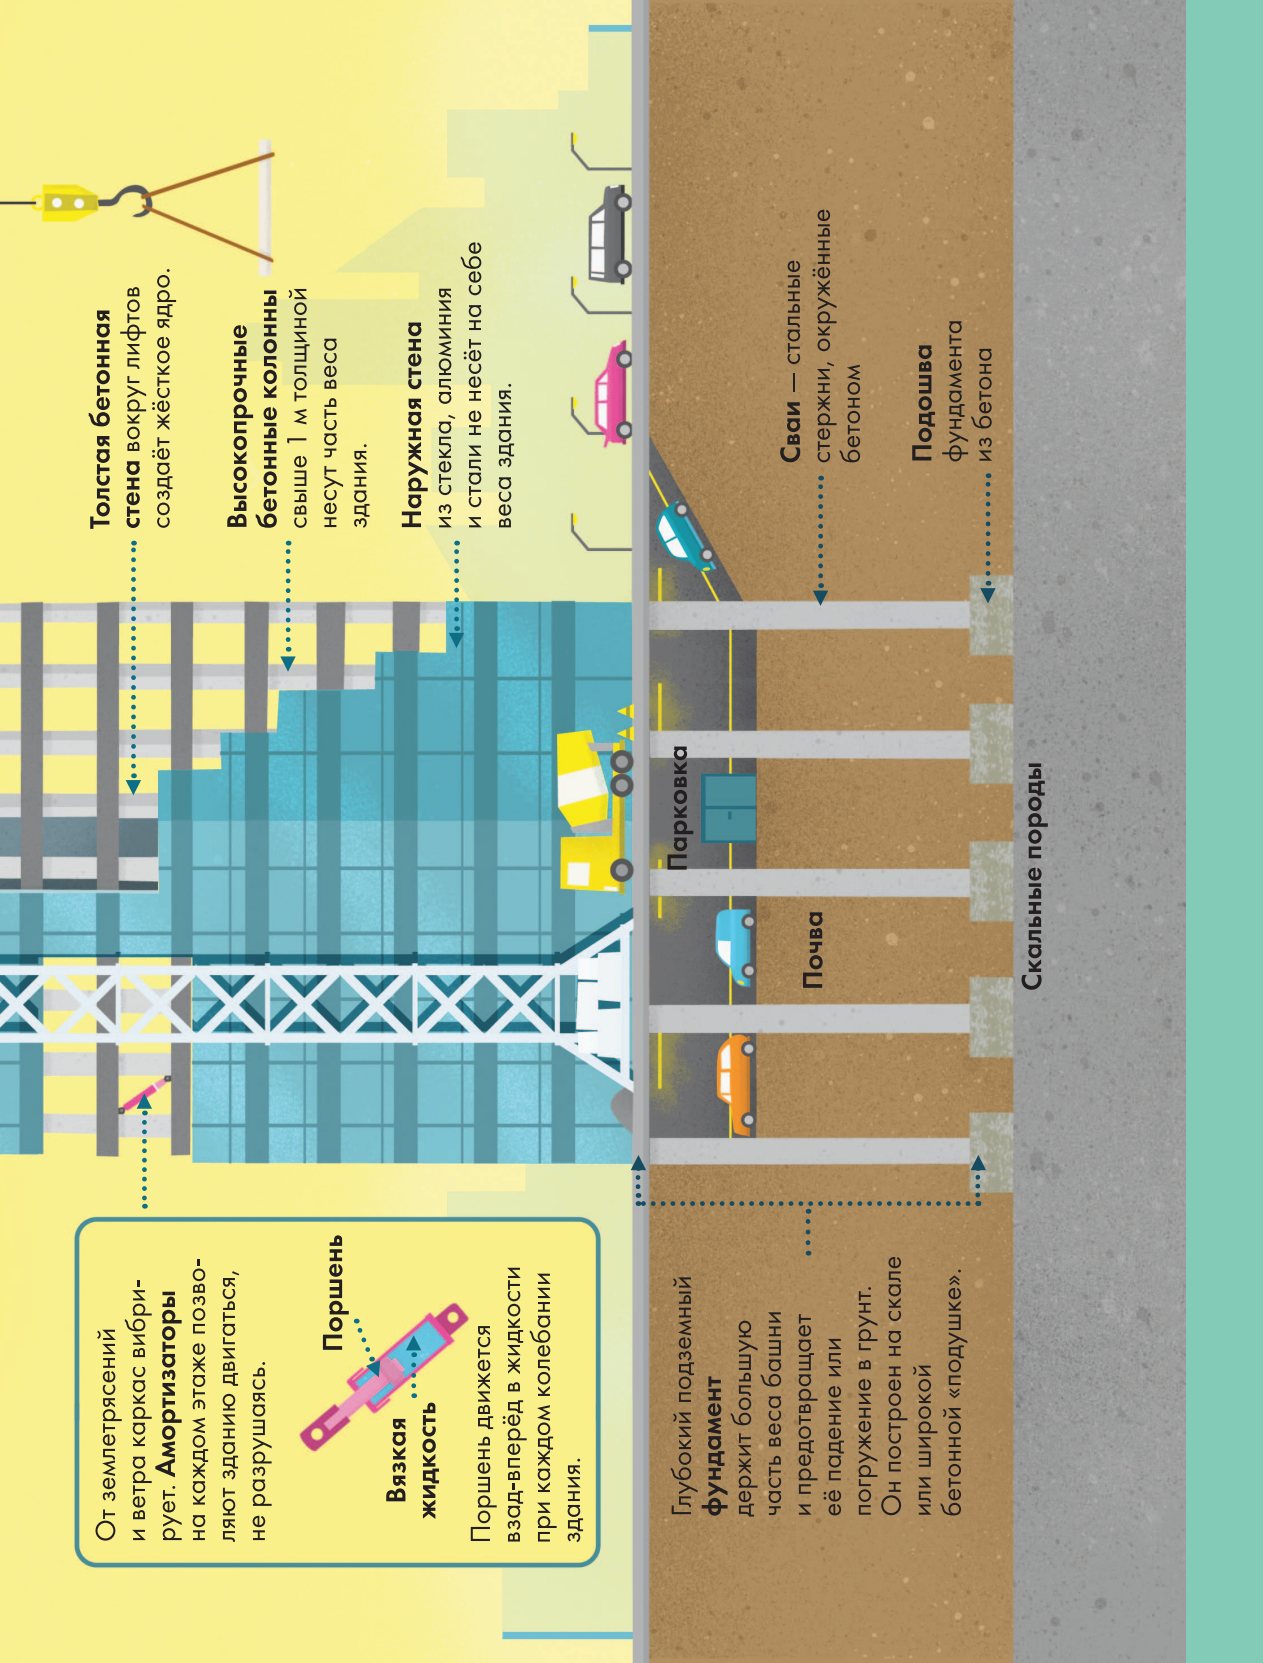 От землетрясений
и ветра каркас вибри-
рует. Амортизаторы
на каждом этаже позво-
ляют зданию двигаться,
не разрушаясь.
Поршень
Вязкая
жидкость
Поршень движется
взад-вперёд в жидкости
при каждом колебании
здания.
Толстая бетонная
стена вокруг лифтов
создаёт жёсткое ядро.
Высокопрочные
бетонные колонны
свыше 1 м толщиной
несут часть веса
здания.
Наружная стена
из стекла, алюминия
и стали не несёт на себе
веса здания.
Глубокий подземный
фундамент
держит большую
часть веса башни
и предотвращает
её падение или
погружение в грунт.
Он построен на скале
или широкой
бетонной «подушке».
Парковка
Почва
Сваи — стальные
стержни, окружённые
бетоном
Подошва
фундамента
из бетона
Скальные породы